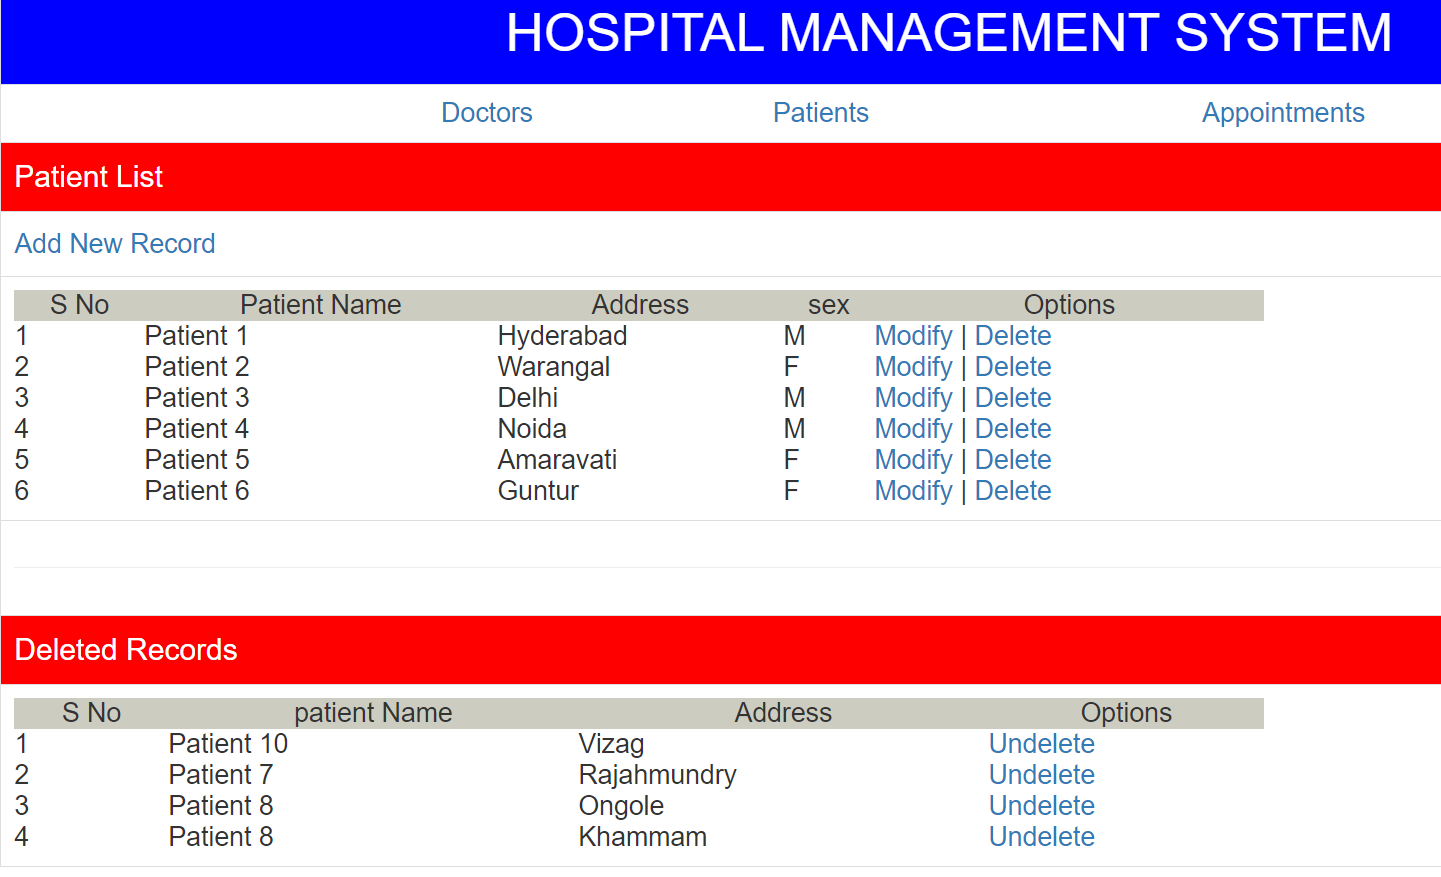 HOSPITAL MANAGEMENT SYSTEM
Doctors Patients Appointments
Patient List
Add New Record
S No Patient Name Address sex Options
1 Patient 1 Hyderabad M Modify | Delete
2 Patient 2 Warangal F Modify | Delete
3 Patient 3 Delhi M Modify | Delete
4 Patient 4 Noida M Modify | Delete
5 Patient 5 Amaravati F Modify | Delete
6 Patient 6 Guntur F Modify | Delete
Deleted Records
S No patient Name Address Options
1 Patient 10 Vizag Undelete
2 Patient 7 Rajahmundry Undelete
3 Patient 8 Ongole Undelete
4 Patient 8 Khammam Undelete